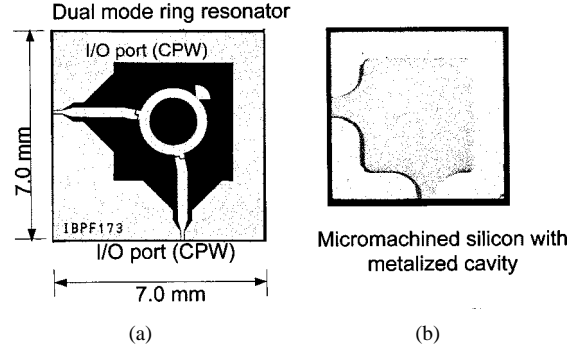 Dual mode ring resonator
I/O port (CPW)
7.0 mm
IBPF173
I/O port (CPW)
7.0 mm
Micromachined silicon with
metalized cavity
(a)
(b)